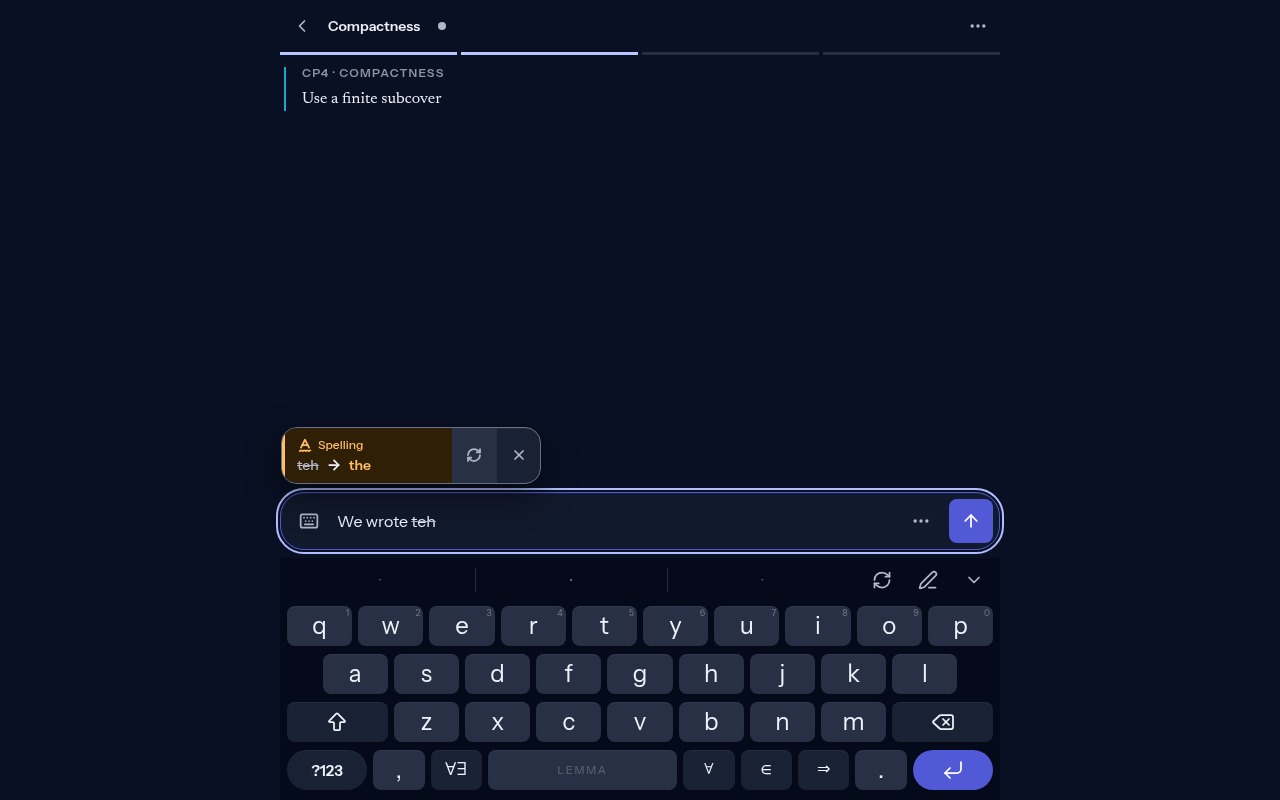 Compactness
CP4 · COMPACTNESS
Use a finite subcover
Spelling
teh → the
We wrote teh
q 1 w 2 e 3 r 4 t 5 y 6 u 7 i 8 o 9 p 0
a s d f g h j k l
z x c v b n m
?123 , ∀∃ LEMMA ∀ ∈ ⇒ .